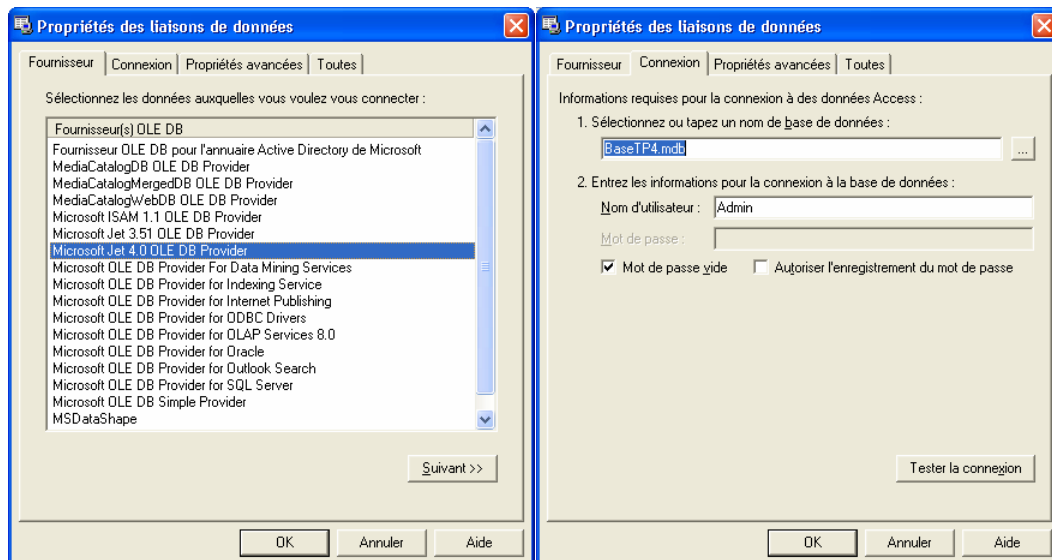 Propriétés des liaisons de données
Fournisseur Connexion Propriétés avancées Toutes
Sélectionnez les données auxquelles vous voulez vous connecter :
Fournisseur(s) OLE DB
Fournisseur OLE DB pour l'annuaire Active Directory de Microsoft
MediaCatalogDB OLE DB Provider
MediaCatalogMergedDB OLE DB Provider
MediaCatalogWebDB OLE DB Provider
Microsoft ISAM 1.1 OLE DB Provider
Microsoft Jet 3.51 OLE DB Provider
Microsoft Jet 4.0 OLE DB Provider
Microsoft OLE DB Provider For Data Mining Services
Microsoft OLE DB Provider for Indexing Service
Microsoft OLE DB Provider for Internet Publishing
Microsoft OLE DB Provider for ODBC Drivers
Microsoft OLE DB Provider for OLAP Services 8.0
Microsoft OLE DB Provider for Oracle
Microsoft OLE DB Provider for Outlook Search
Microsoft OLE DB Provider for SQL Server
Microsoft OLE DB Simple Provider
MSDataShape
Suivant >>
OK Annuler Aide
Propriétés des liaisons de données
Fournisseur Connexion Propriétés avancées Toutes
Informations requises pour la connexion à des données Access :
1. Sélectionnez ou tapez un nom de base de données :
BaseTP4.mdb ...
2. Entrez les informations pour la connexion à la base de données :
Nom d'utilisateur : Admin
Mot de passe :
Mot de passe vide Autoriser l'enregistrement du mot de passe
Tester la connexion
OK Annuler Aide